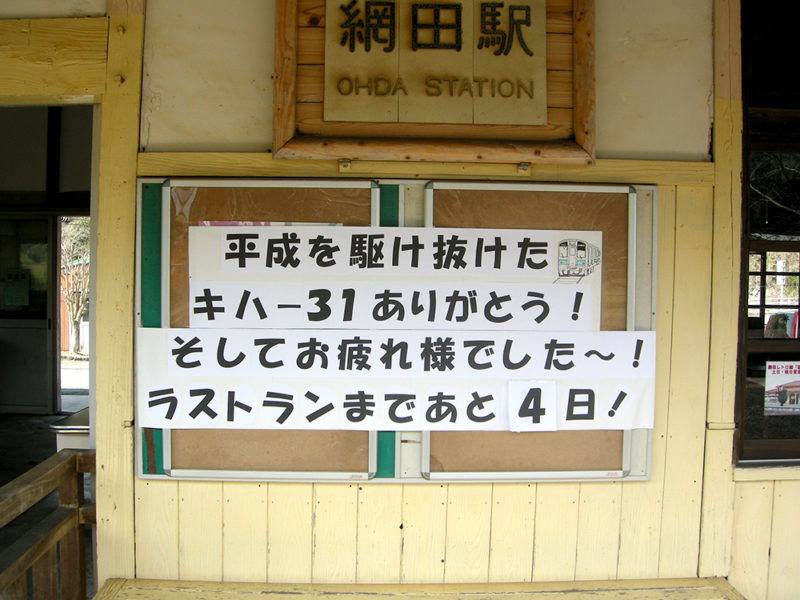 網田駅
OHDA STATION
平成を駆け抜けた
キハ-31ありがとう!
そしてお疲れ様でした～!
ラストランまであと4日!